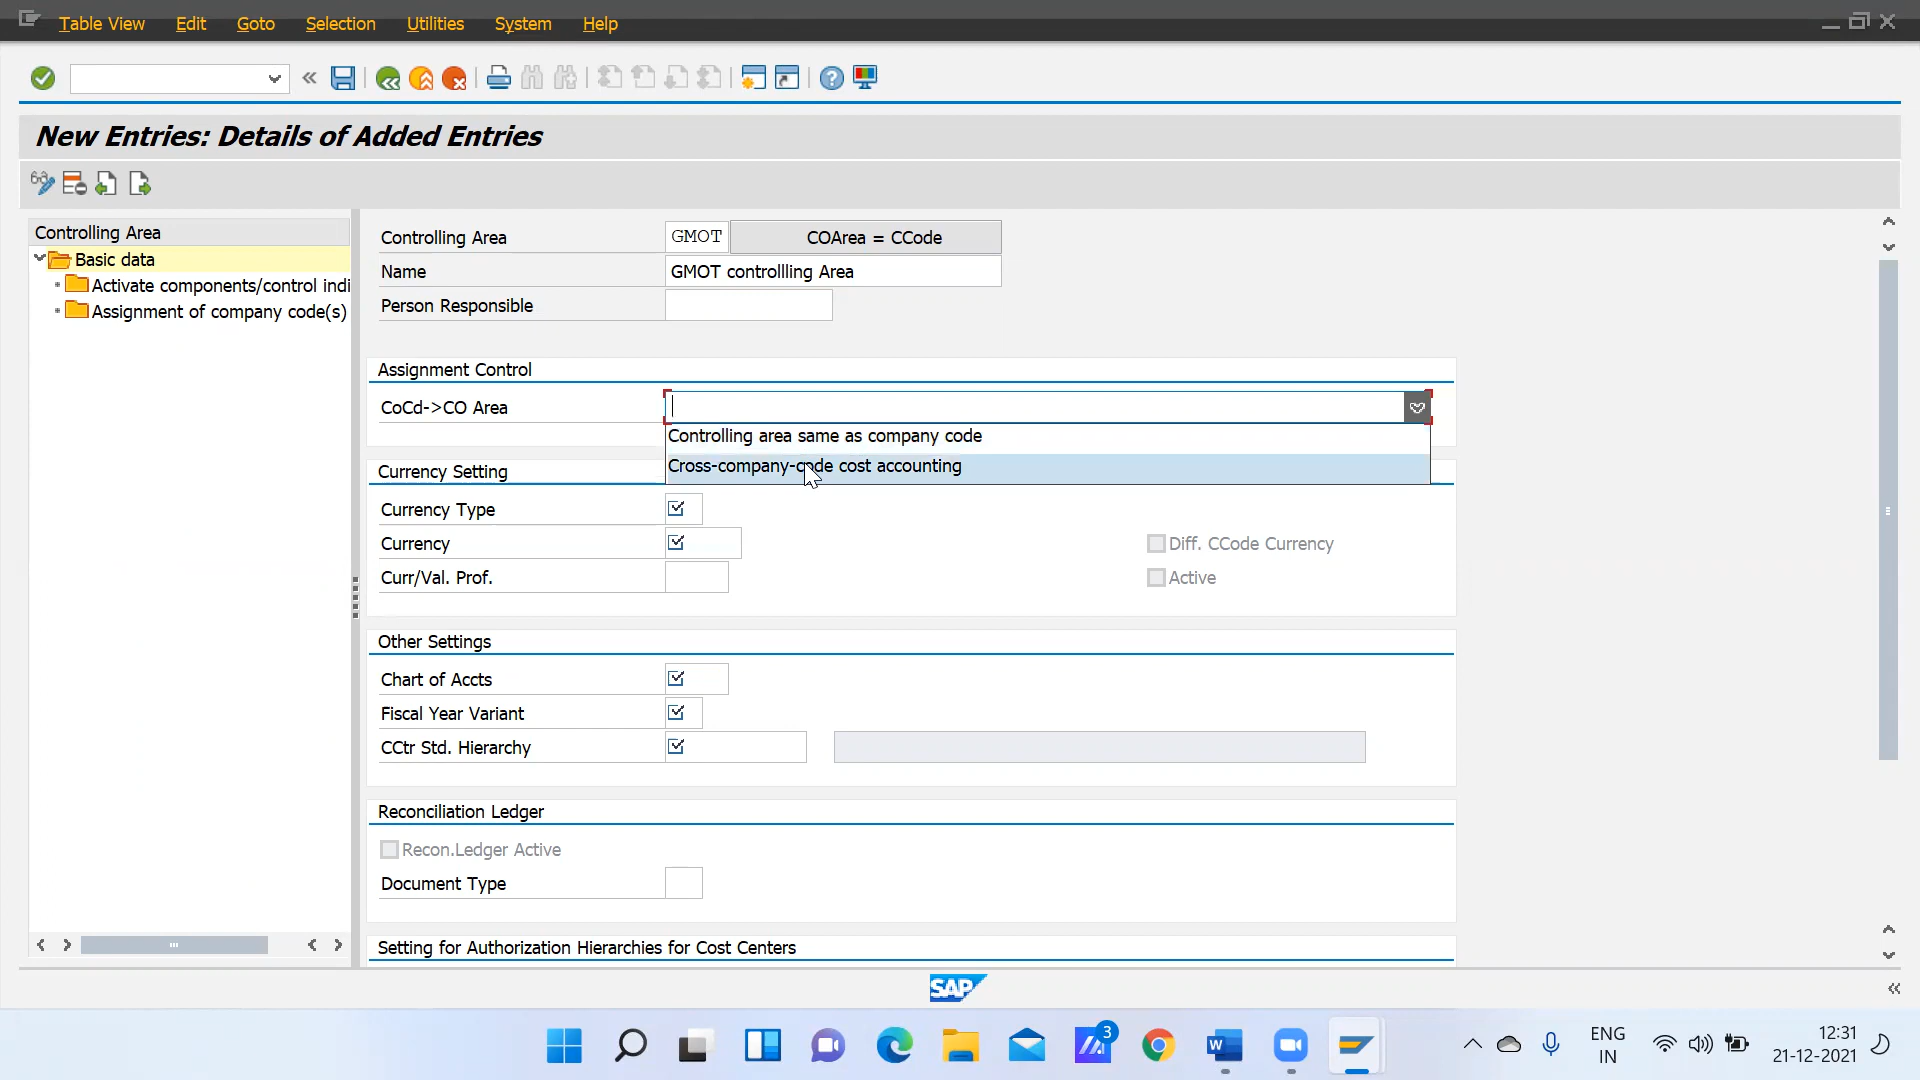 Table View Edit Goto Selection Utilities System Help
New Entries: Details of Added Entries
Controlling Area
Basic data
Activate components/control indi
Assignment of company code(s)
Controlling Area GMOT COArea = CCode
Name GMOT controllling Area
Person Responsible
Assignment Control
CoCd->CO Area
Controlling area same as company code
Cross-company-code cost accounting
Currency Setting
Currency Type
Currency Diff. CCode Currency
Curr/Val. Prof. Active
Other Settings
Chart of Accts
Fiscal Year Variant
CCtr Std. Hierarchy
Reconciliation Ledger
Recon.Ledger Active
Document Type
Setting for Authorization Hierarchies for Cost Centers
SAP
3
ENG
IN
12:31
21-12-2021